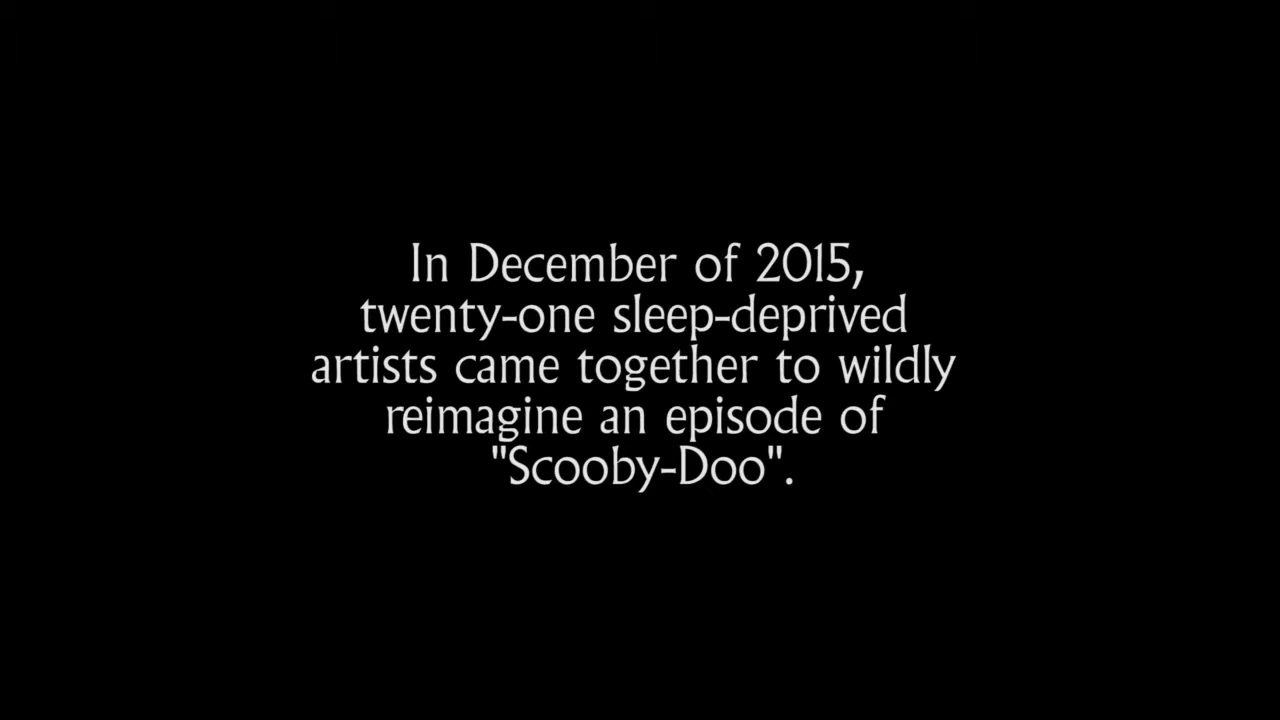 In December of 2015,
twenty-one sleep-deprived
artists came together to wildly
reimagine an episode of
"Scooby-Doo".